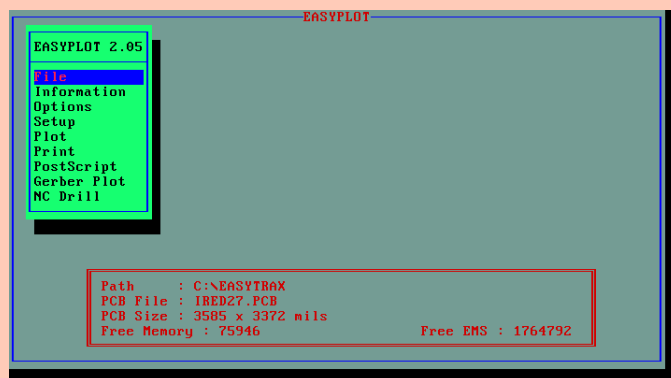 EASYPLOT
EASYPLOT 2.05
File
Information
Options
Setup
Plot
Print
PostScript
Gerber Plot
NC Drill
Path : C:\EASYTRAX
PCB File : IRED27.PCB
PCB Size : 3585 x 3372 mils
Free Memory : 75946 Free EMS : 1764792